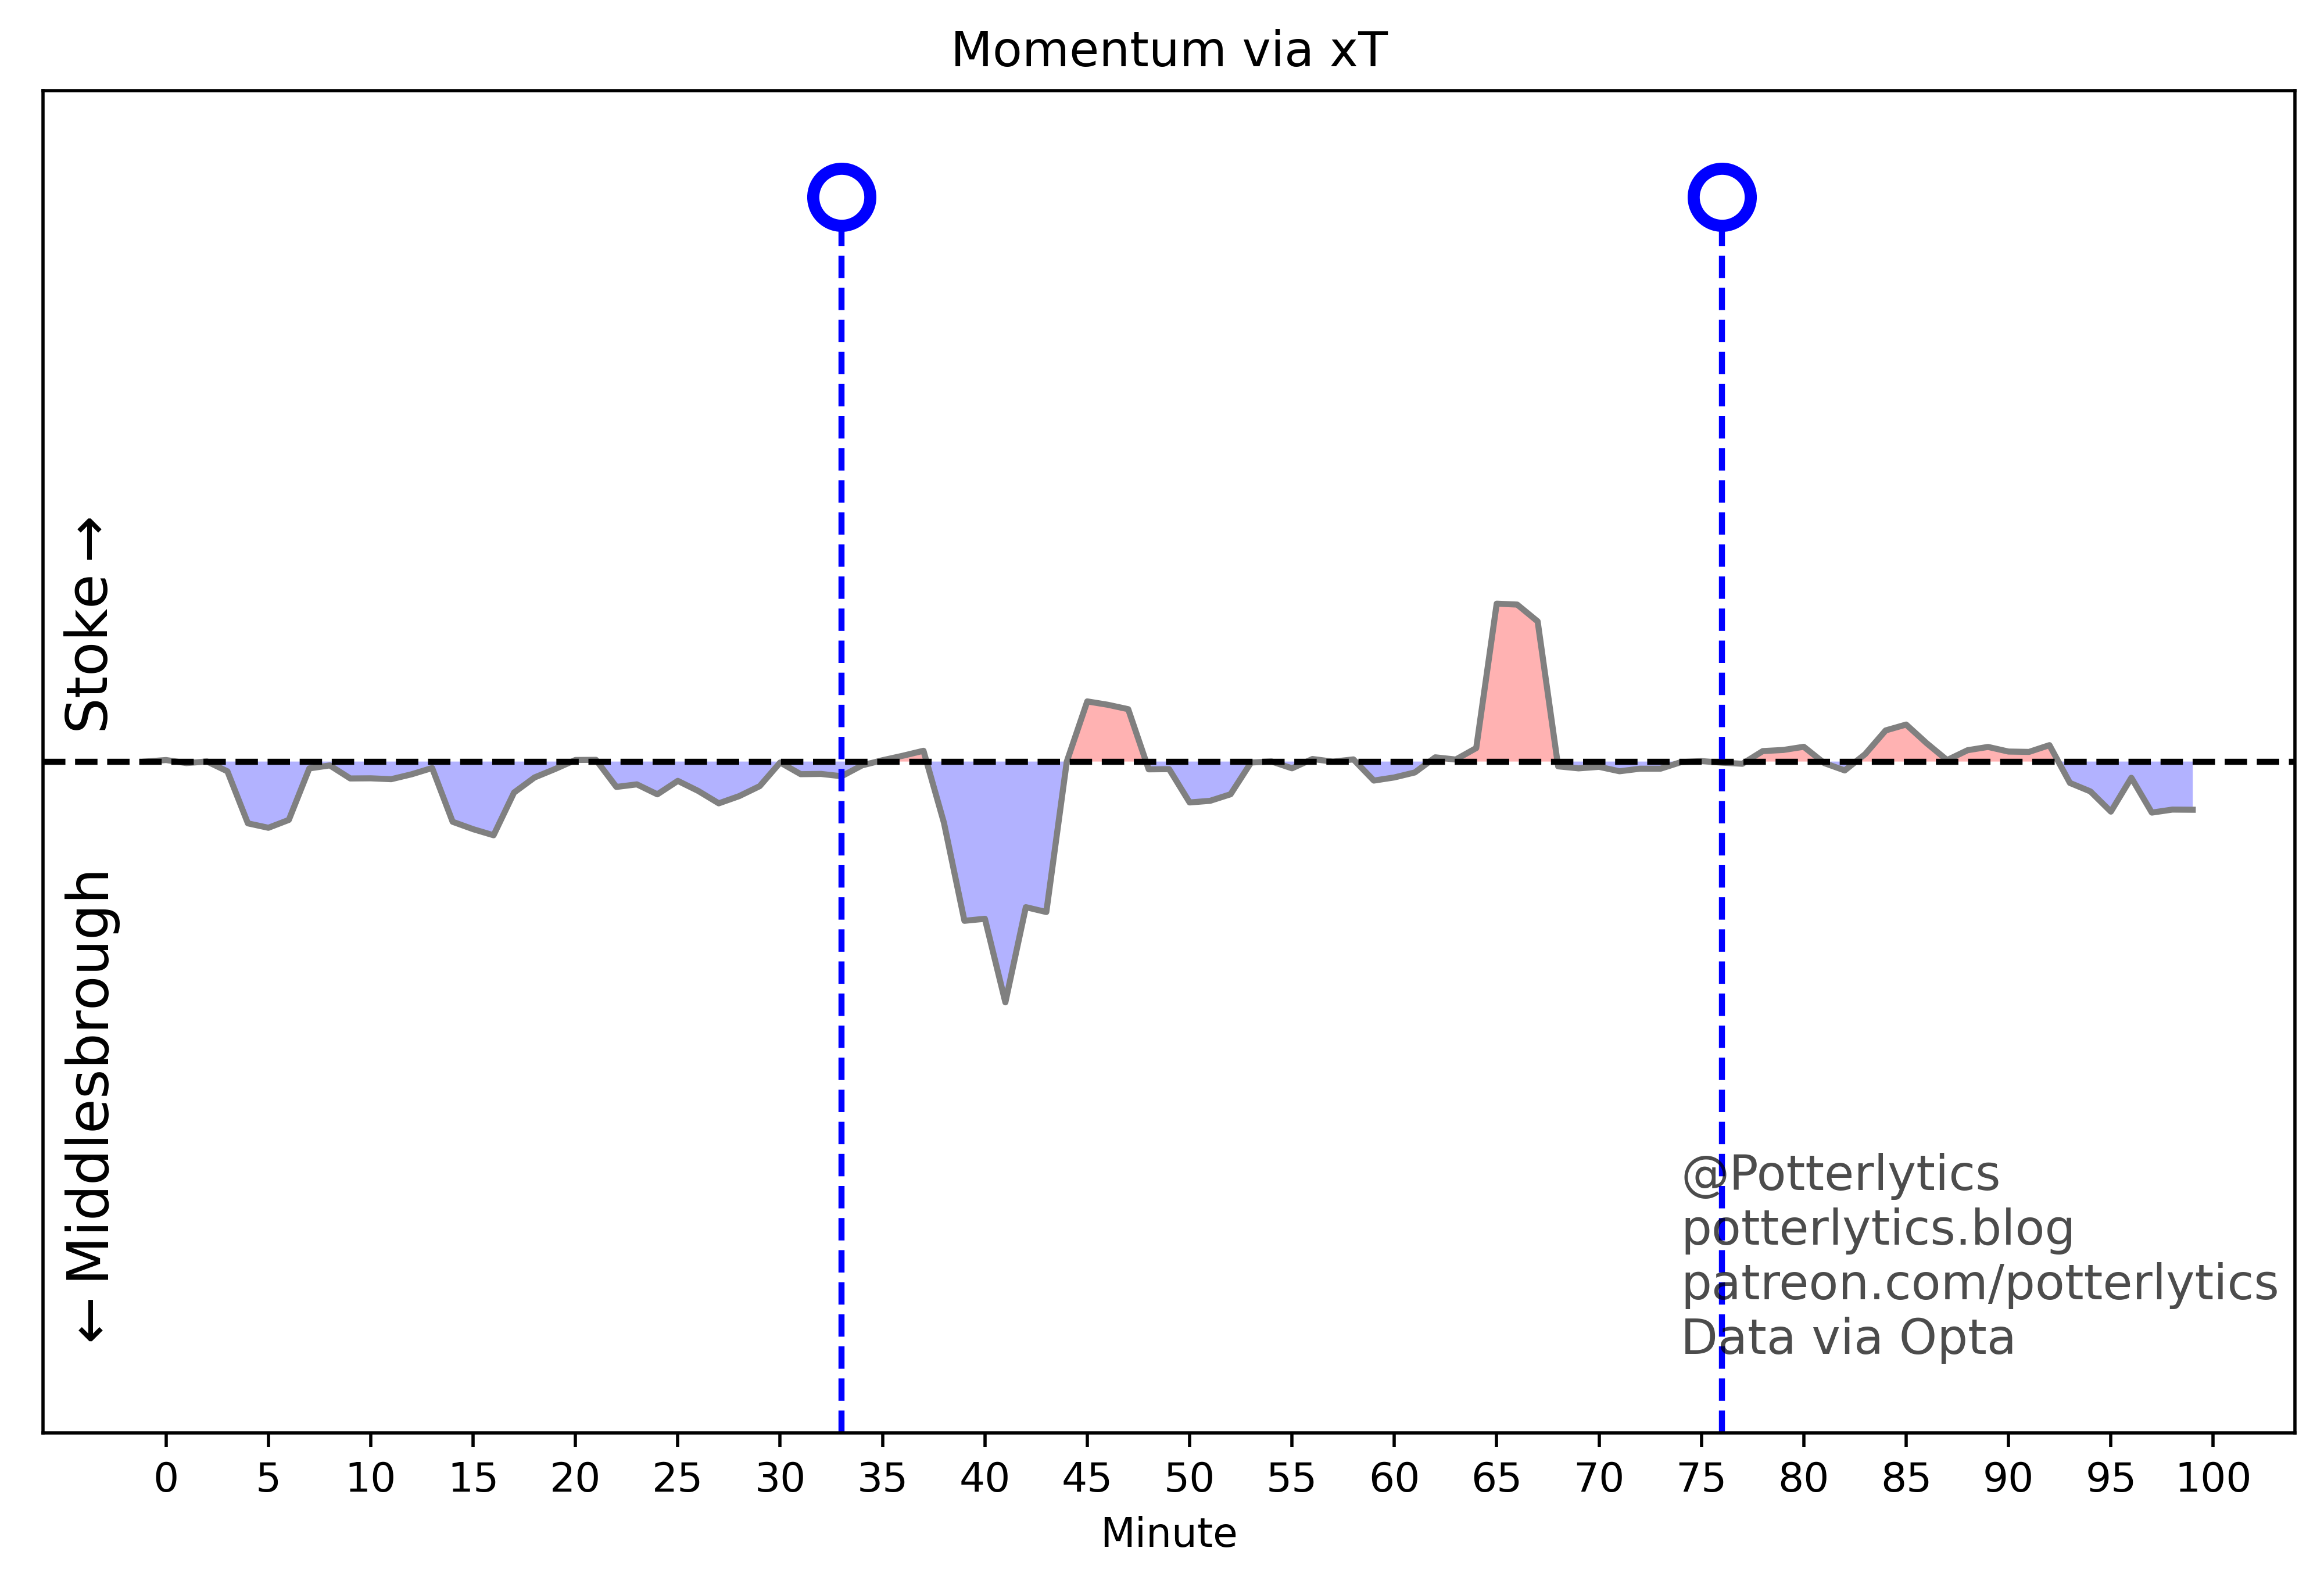 Momentum via xT
Stoke →
← Middlesbrough
@Potterlytics
potterlytics.blog
patreon.com/potterlytics
Data via Opta
0 5 10 15 20 25 30 35 40 45 50 55 60 65 70 75 80 85 90 95 100
Minute